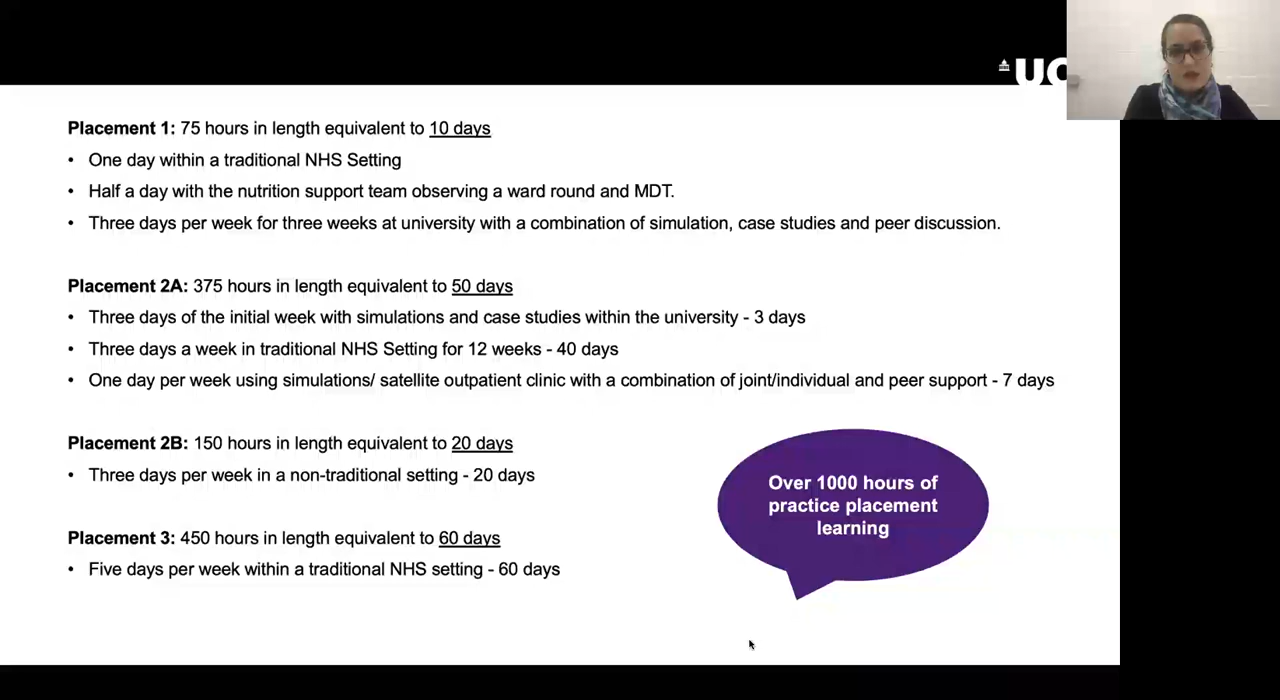 UC
Placement 1: 75 hours in length equivalent to 10 days
• One day within a traditional NHS Setting
• Half a day with the nutrition support team observing a ward round and MDT.
• Three days per week for three weeks at university with a combination of simulation, case studies and peer discussion.
Placement 2A: 375 hours in length equivalent to 50 days
• Three days of the initial week with simulations and case studies within the university - 3 days
• Three days a week in traditional NHS Setting for 12 weeks - 40 days
• One day per week using simulations/ satellite outpatient clinic with a combination of joint/individual and peer support - 7 days
Placement 2B: 150 hours in length equivalent to 20 days
• Three days per week in a non-traditional setting - 20 days
Over 1000 hours of
practice placement
learning
Placement 3: 450 hours in length equivalent to 60 days
• Five days per week within a traditional NHS setting - 60 days